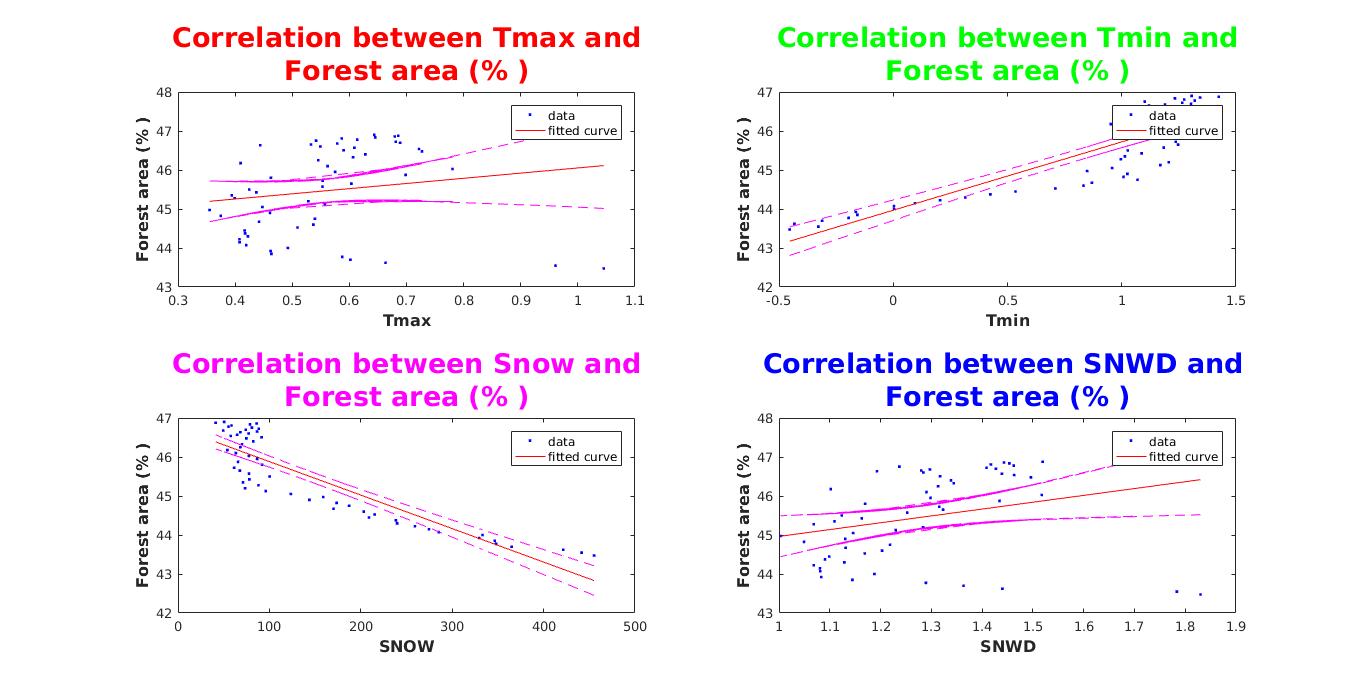 Correlation between Tmax and
Forest area (% )
48
47
46
45
44
43
Forest area (% )
data
fitted curve
0.3 0.4 0.5 0.6 0.7 0.8 0.9 1 1.1
Tmax
Correlation between Tmin and
Forest area (% )
47
46
45
44
43
42
Forest area (% )
data
fitted curve
-0.5 0 0.5 1 1.5
Tmin
Correlation between Snow and
Forest area (% )
47
46
45
44
43
42
Forest area (% )
data
fitted curve
0 100 200 300 400 500
SNOW
Correlation between SNWD and
Forest area (% )
48
47
46
45
44
43
Forest area (% )
data
fitted curve
1 1.1 1.2 1.3 1.4 1.5 1.6 1.7 1.8 1.9
SNWD